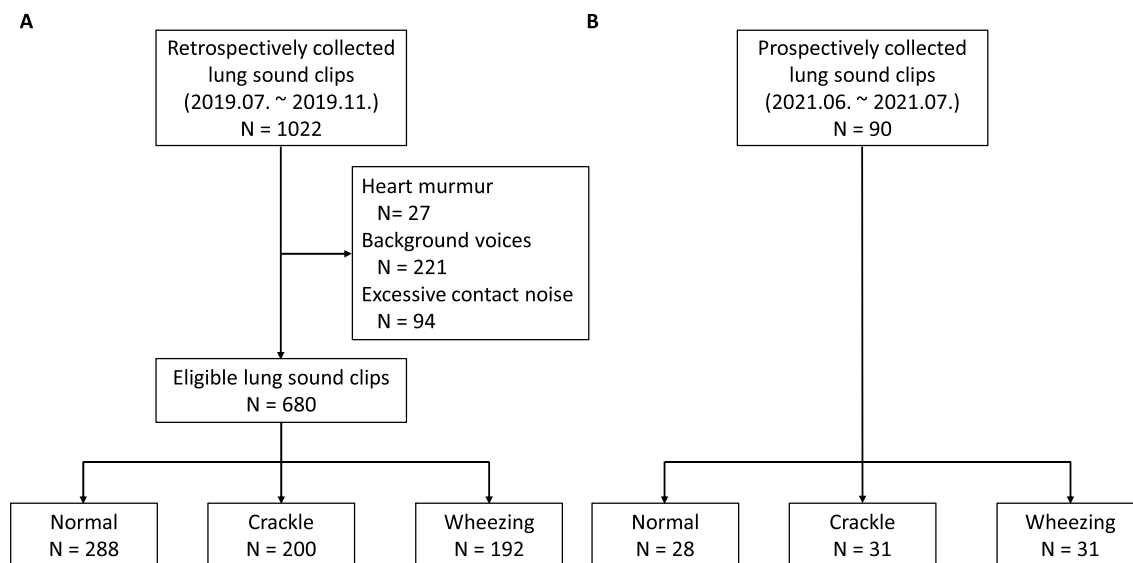 A
Retrospectively collected
lung sound clips
(2019.07. ~ 2019.11.)
N = 1022
Heart murmur
N= 27
Background voices
N = 221
Excessive contact noise
N = 94
Eligible lung sound clips
N = 680
Normal
N = 288
Crackle
N = 200
Wheezing
N = 192
B
Prospectively collected
lung sound clips
(2021.06. ~ 2021.07.)
N = 90
Normal
N = 28
Crackle
N = 31
Wheezing
N = 31